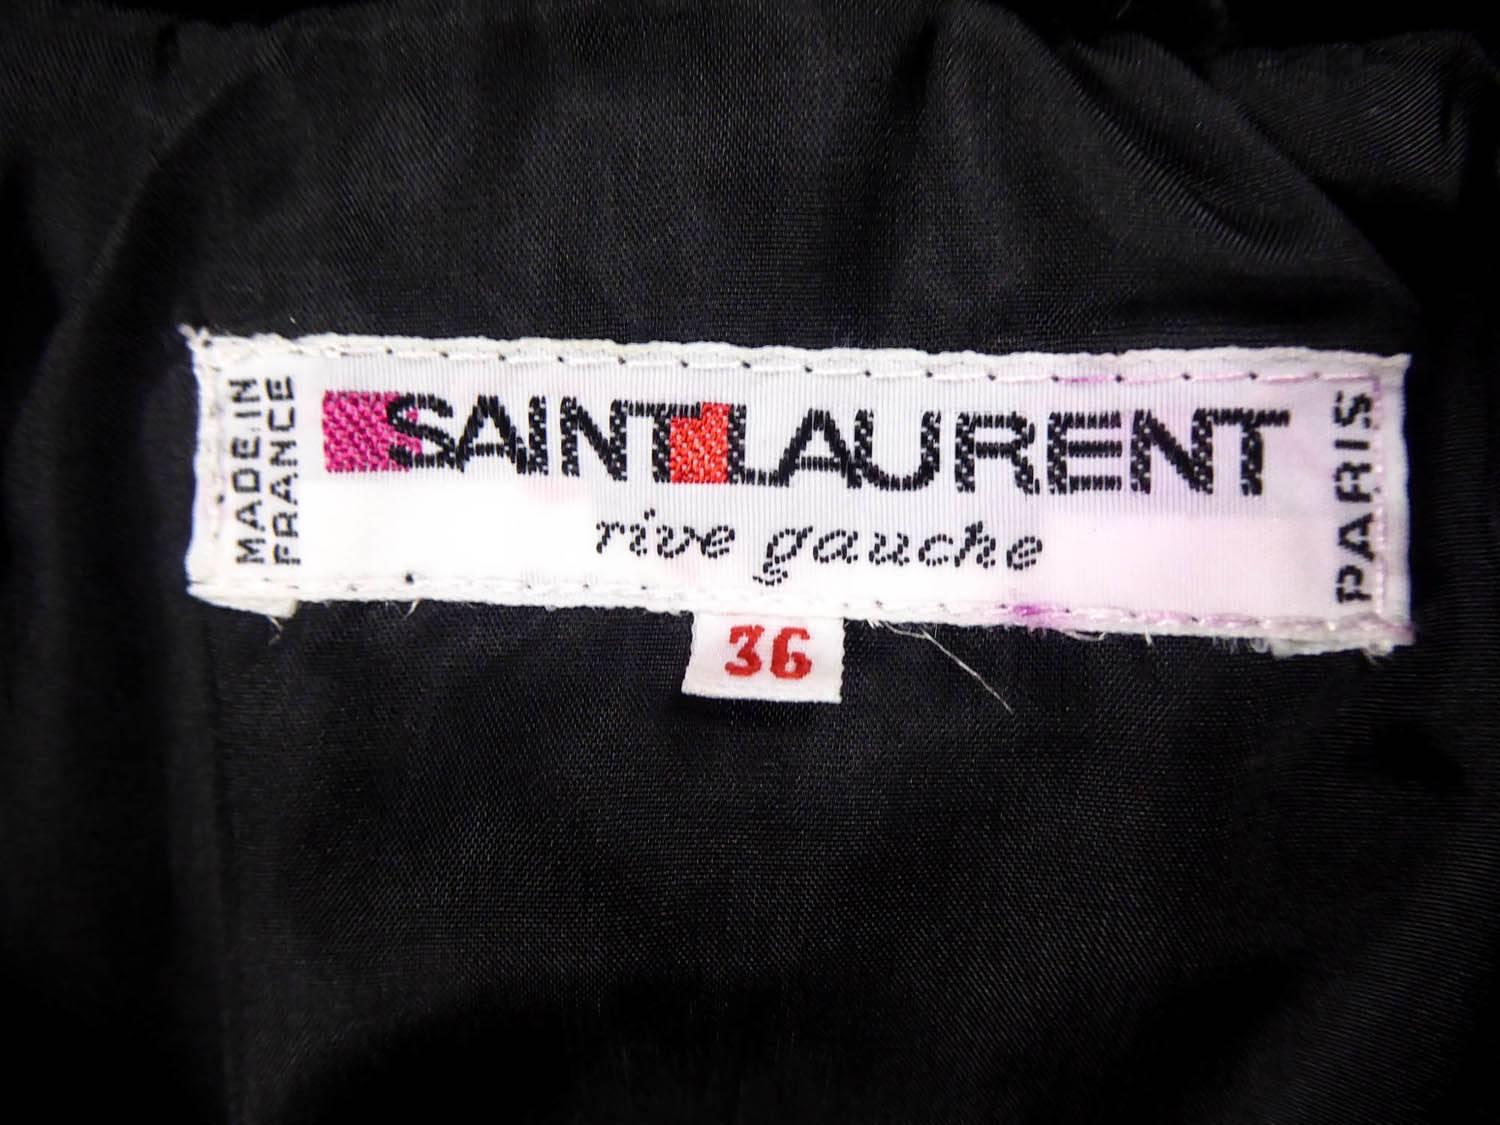 MADE IN
FRANCE
SAINT LAURENT
rive gauche
PARIS
36